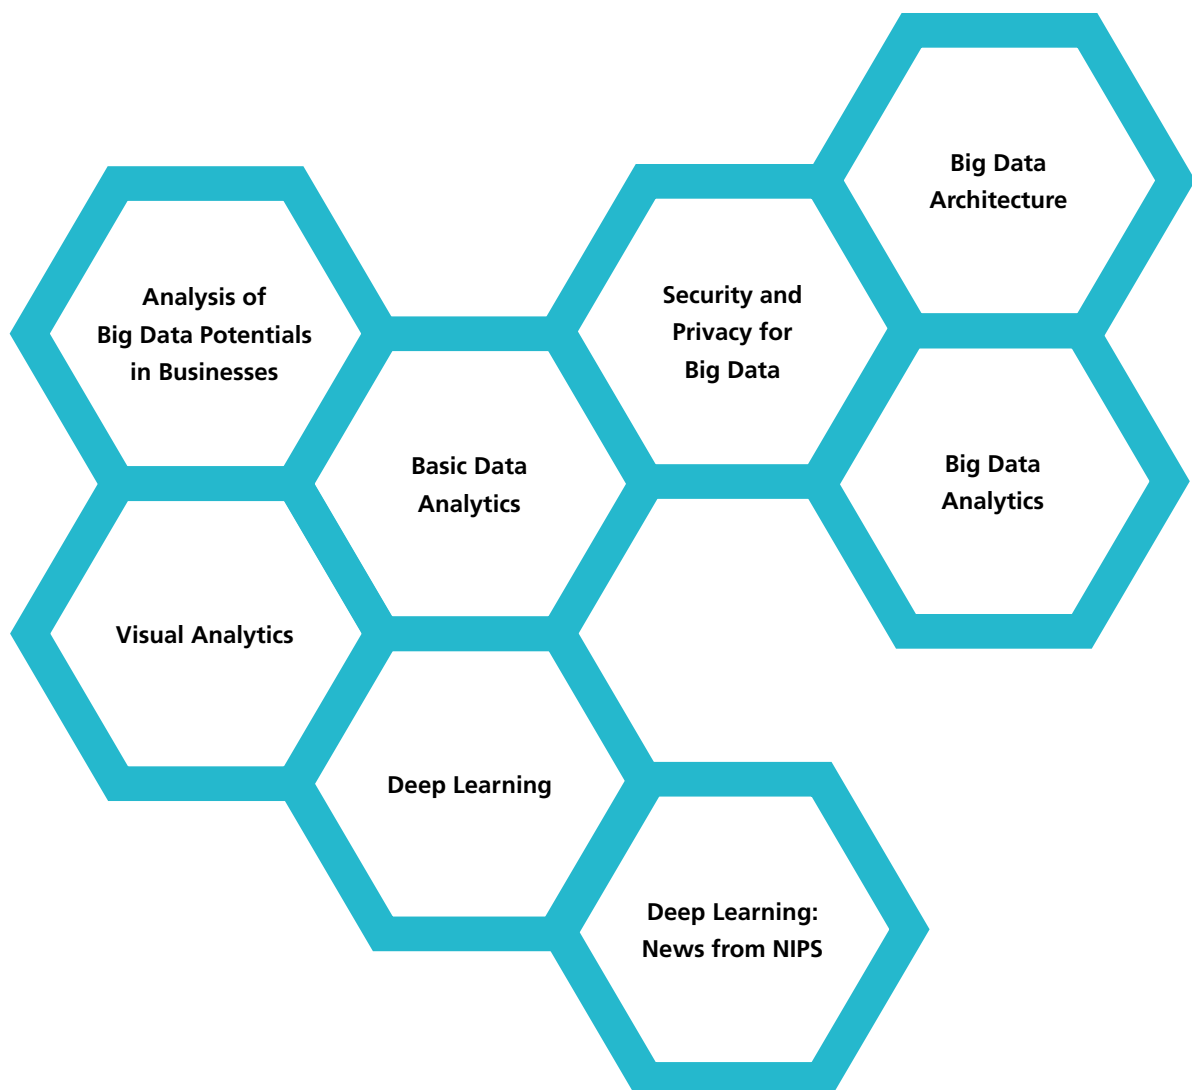 Big Data
Architecture
Analysis of
Big Data Potentials
in Businesses
Security and
Privacy for
Big Data
Basic Data
Analytics
Big Data
Analytics
Visual Analytics
Deep Learning
Deep Learning:
News from NIPS